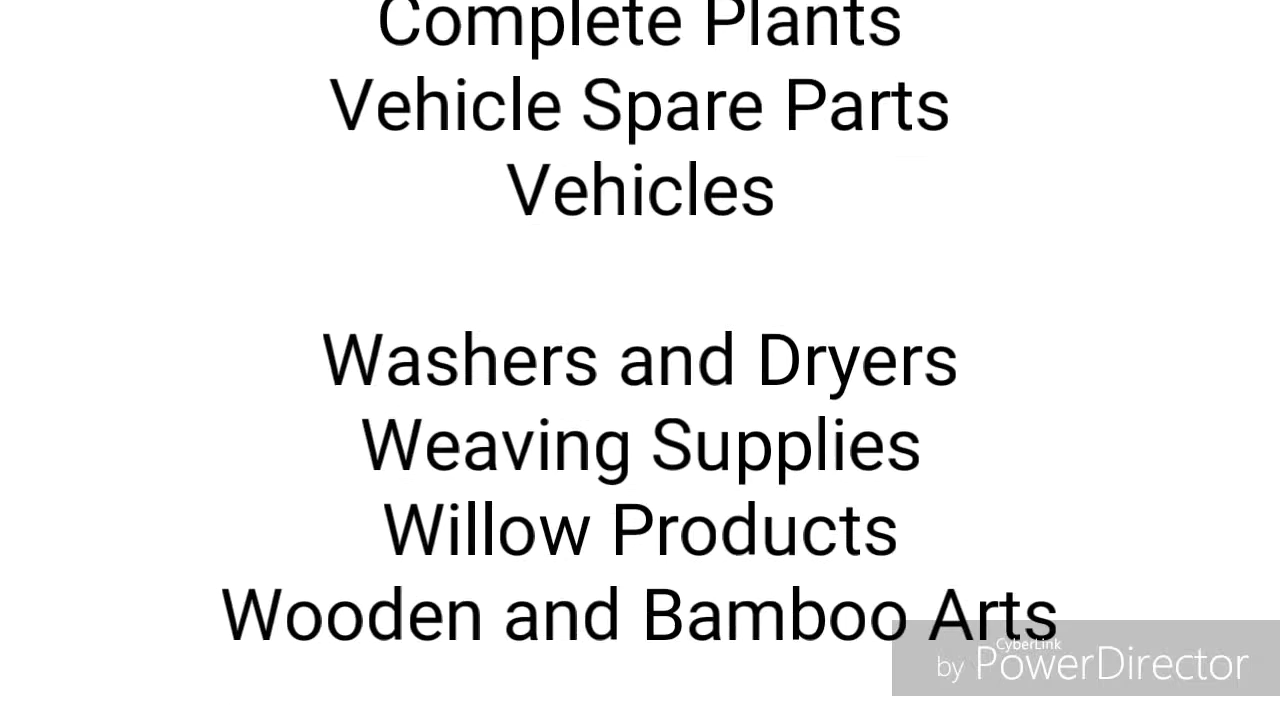 Complete Plants
Vehicle Spare Parts
Vehicles
Washers and Dryers
Weaving Supplies
Willow Products
Wooden and Bamboo Arts
CyberLink
by PowerDirector